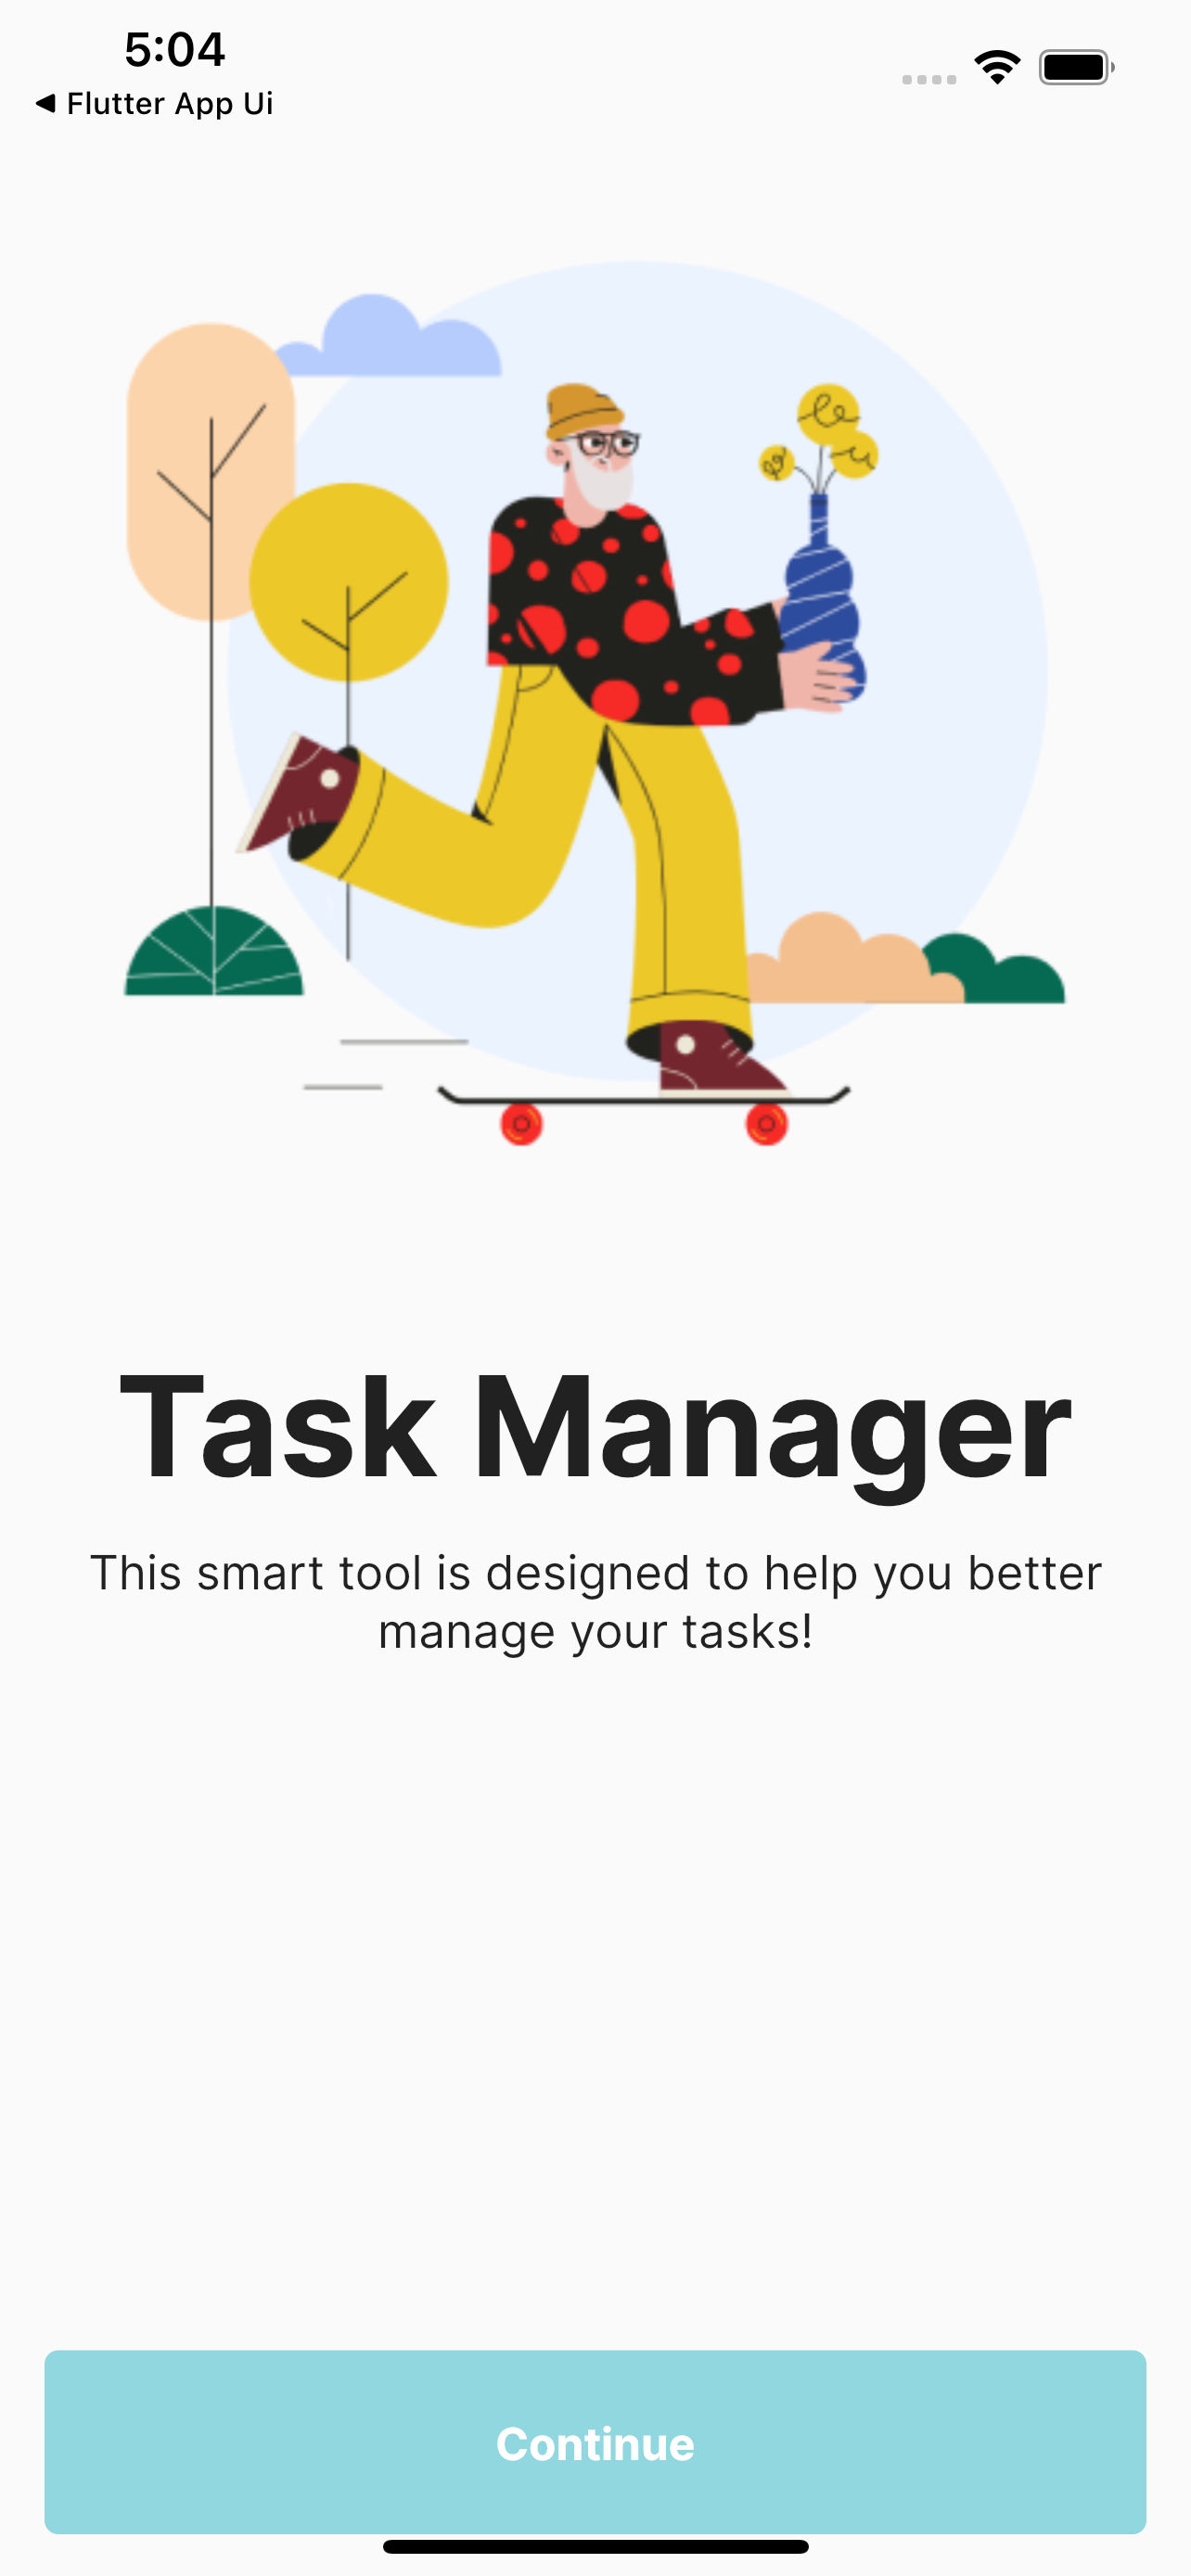 5:04
Flutter App Ui
Task Manager
This smart tool is designed to help you better
manage your tasks!
Continue